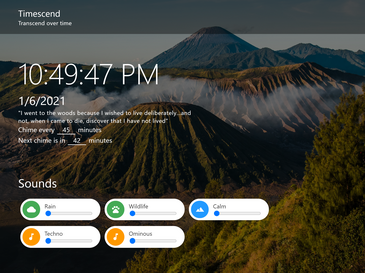 Timescend
Transcend over time
10:49:47 PM
1/6/2021
"I went to the woods because I wished to live deliberately...and
not, when I came to die, discover that I have not lived"
Chime every 45 minutes
Next chime is in 42 minutes
Sounds
Rain
Wildlife
Calm
Techno
Ominous